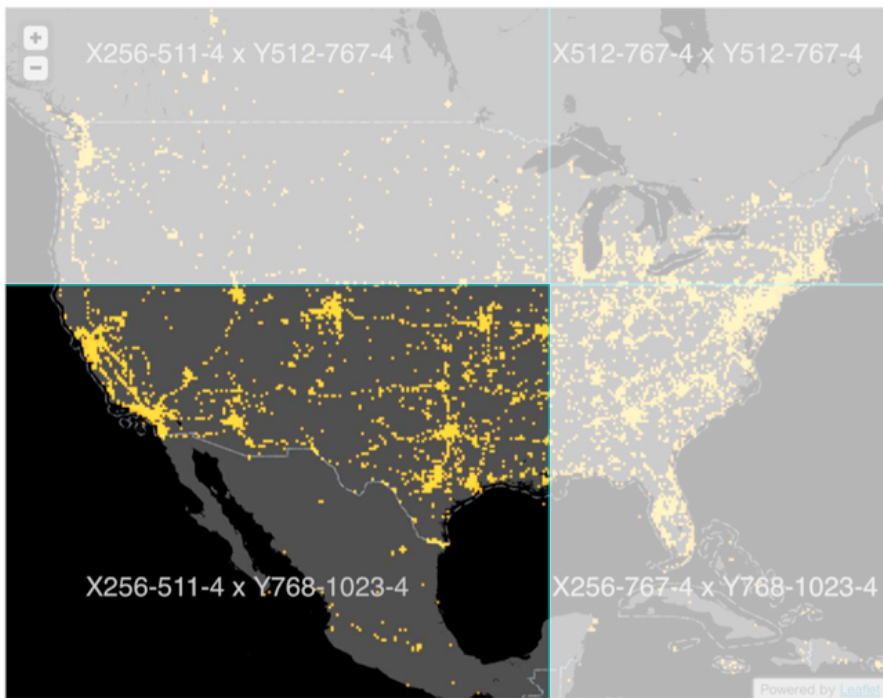 +
X256-511-4 x Y512-767-4
X512-767-4 x Y512-767-4
−
X256-511-4 x Y768-1023-4
X256-767-4 x Y768-1023-4
Powered by Leaflet